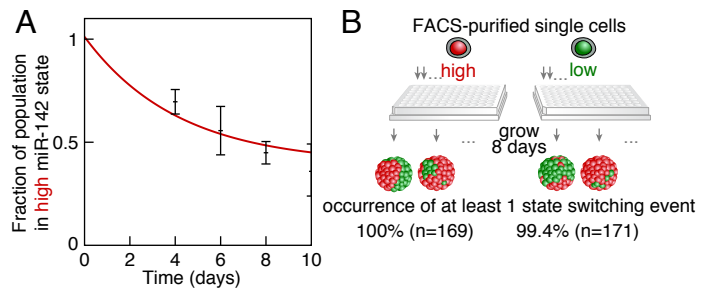 A
Fraction of population
in high miR-142 state
1
0.5
0
0 2 4 6 8 10
Time (days)
B
FACS-purified single cells
high low
... ...
grow
8 days
... ...
occurrence of at least 1 state switching event
100% (n=169) 99.4% (n=171)